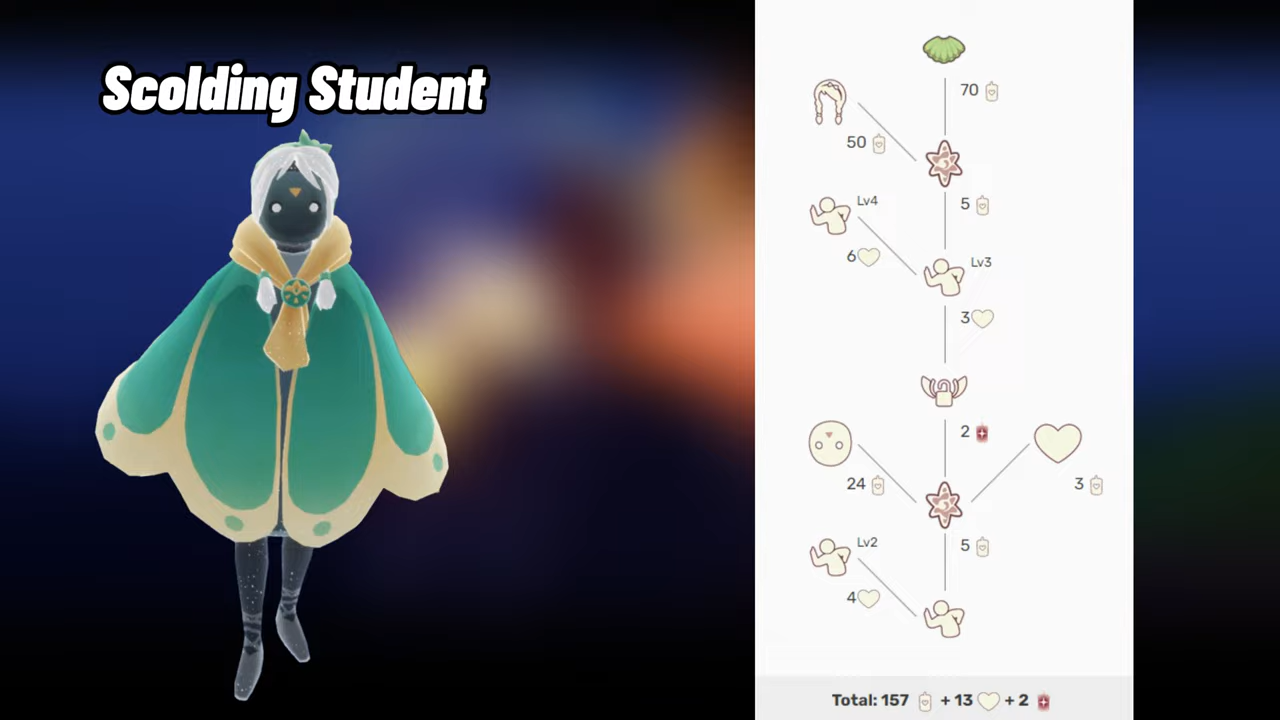 Scolding Student
70
50
Lv4
5
6
Lv3
3
2
24
3
Lv2
5
4
Total: 157 + 13 + 2